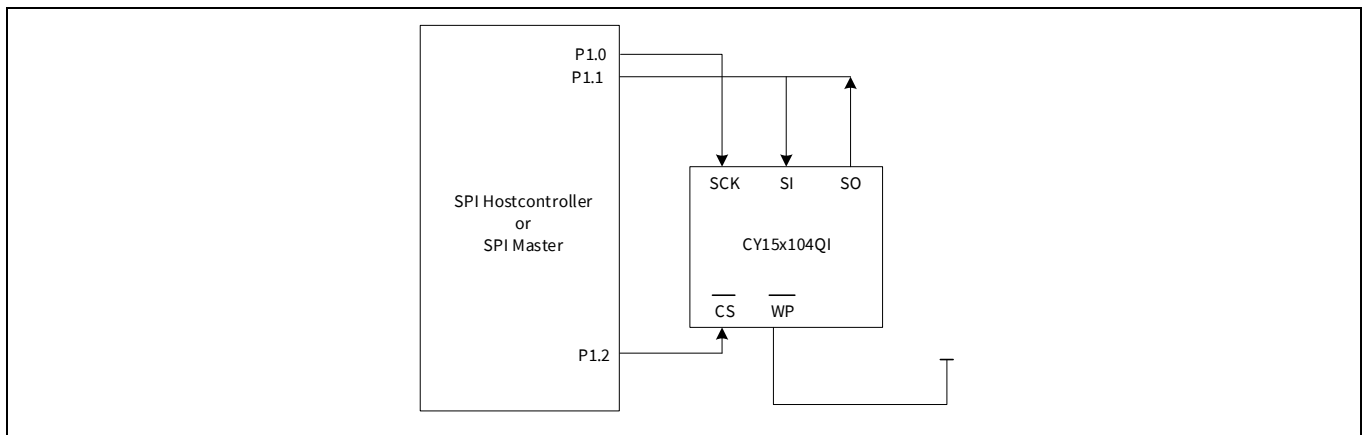 P1.0
P1.1
SCK SI SO
SPI Hostcontroller
or
SPI Master
CY15x104QI
CS WP
P1.2